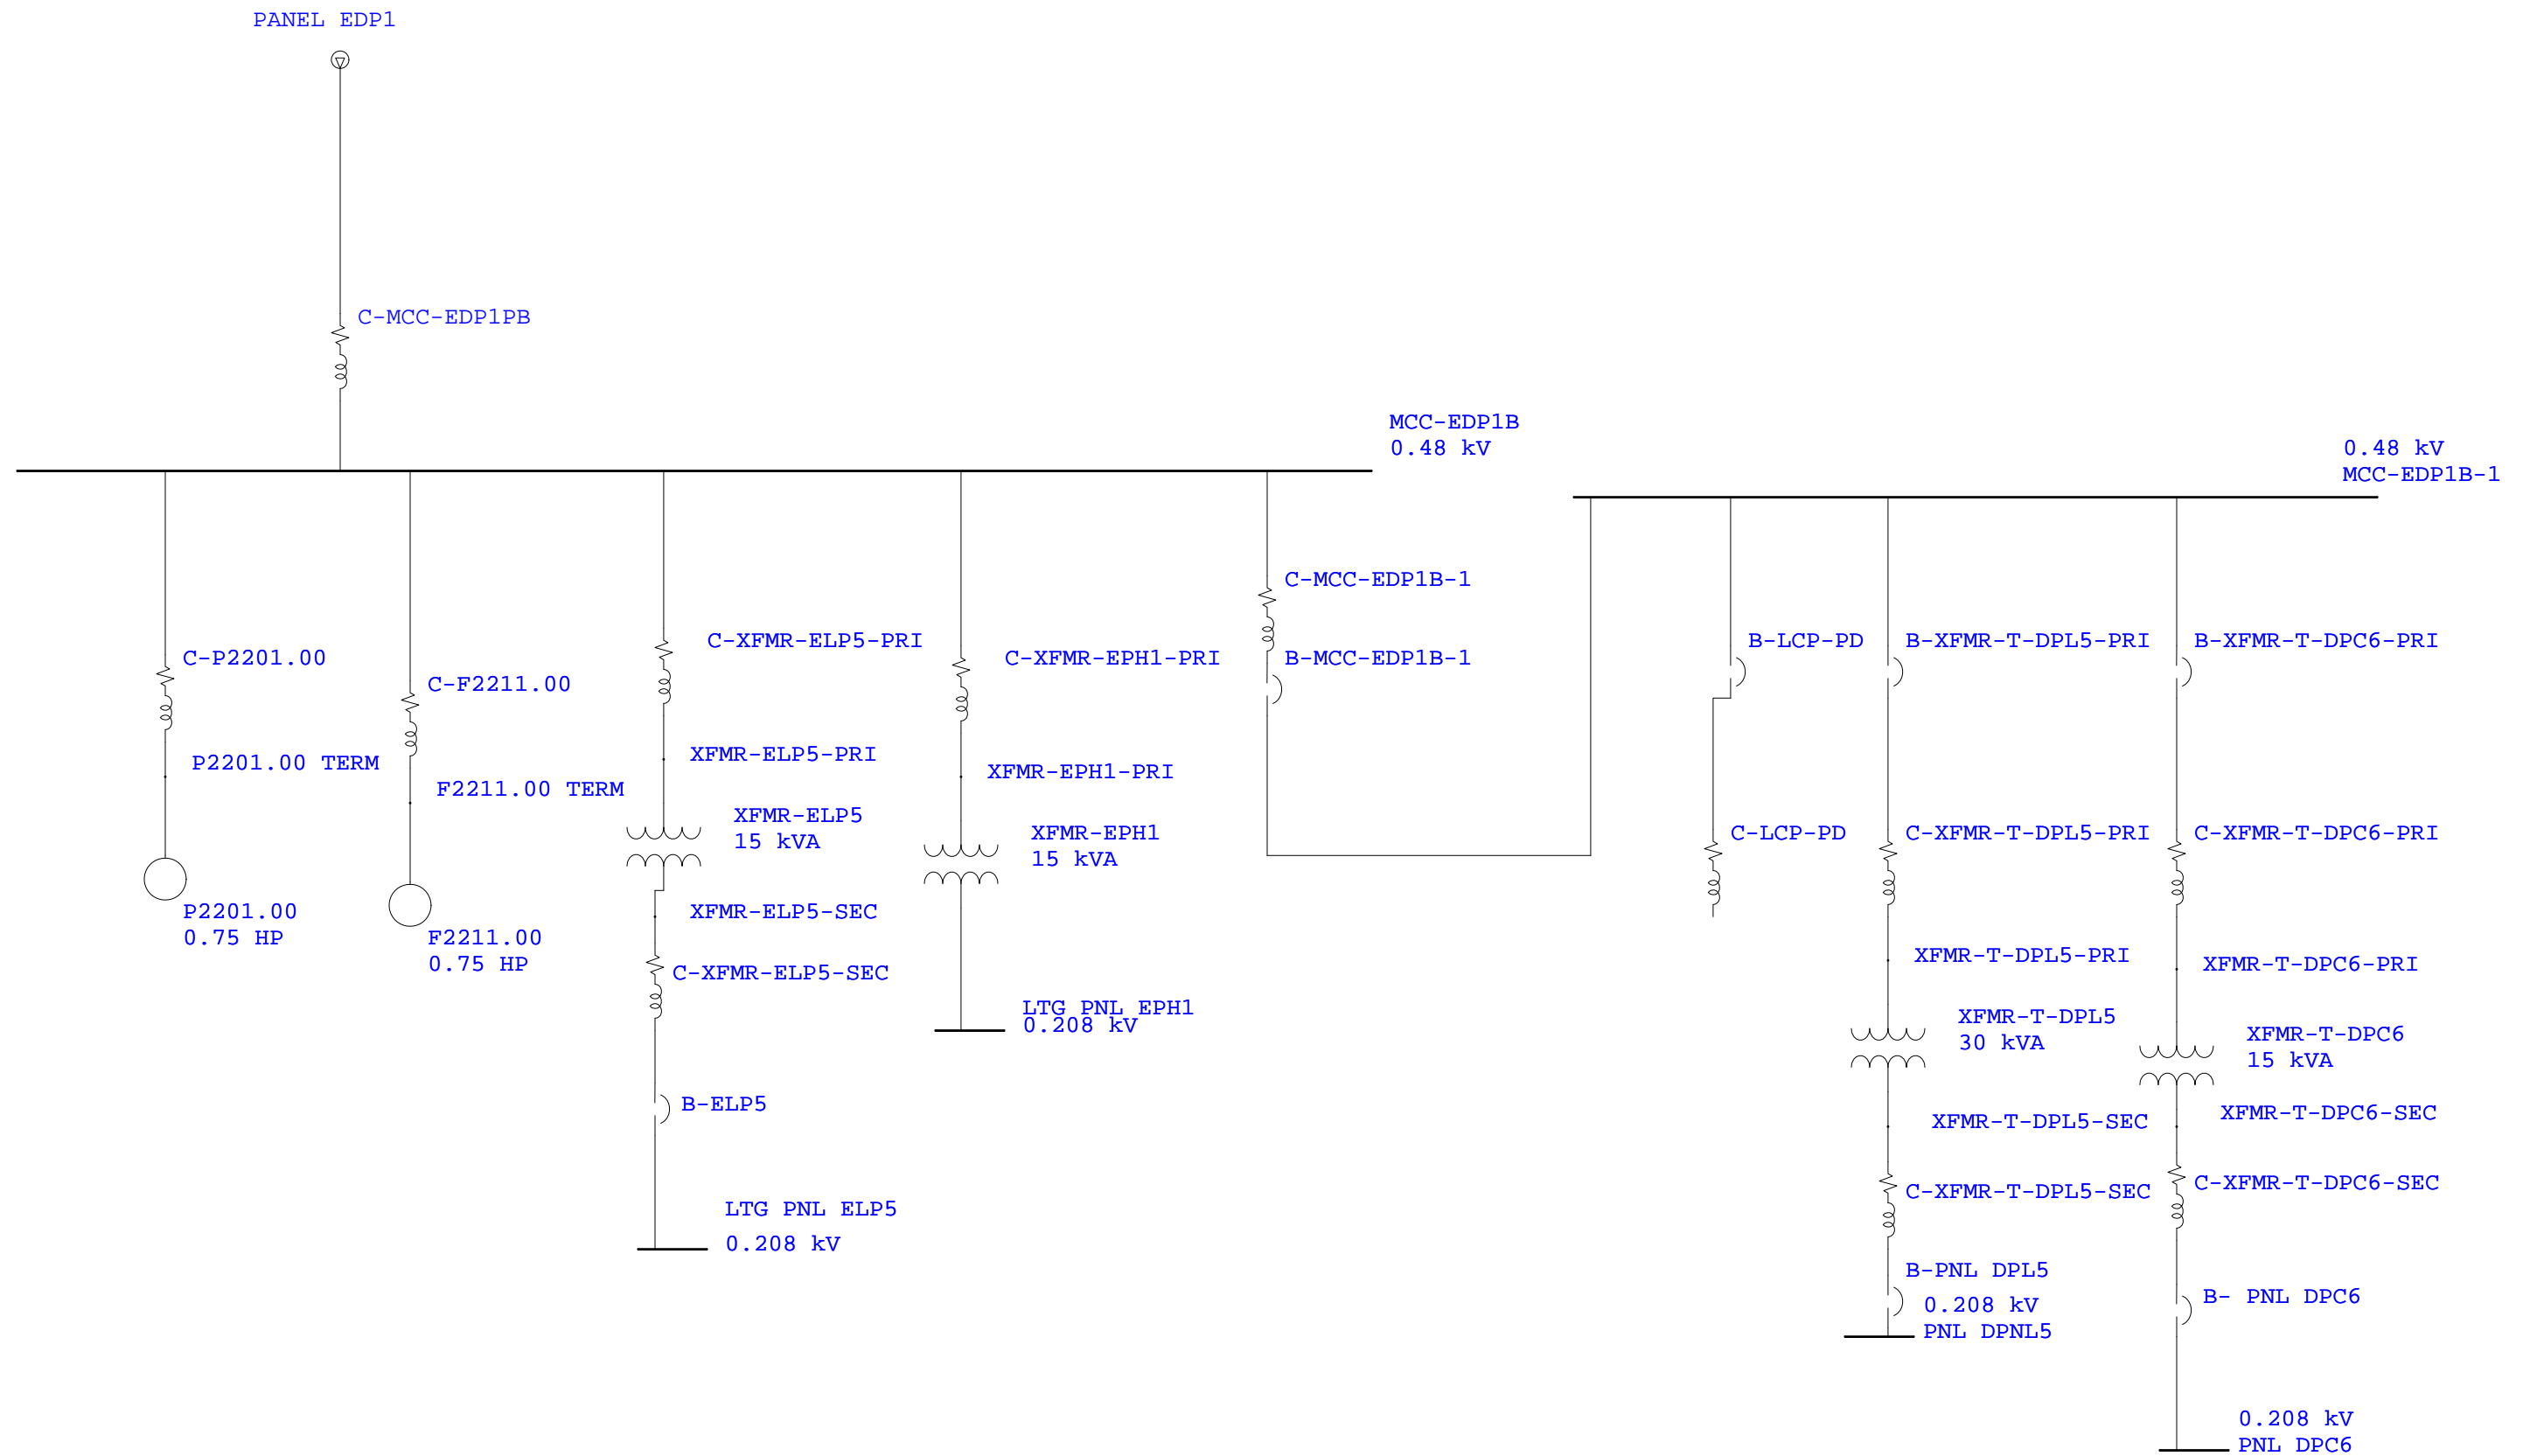 PANEL EDP1
C-MCC-EDP1PB
MCC-EDP1B
0.48 kV
0.48 kV
MCC-EDP1B-1
C-P2201.00
P2201.00 TERM
P2201.00
0.75 HP
C-F2211.00
F2211.00 TERM
F2211.00
0.75 HP
C-XFMR-ELP5-PRI
XFMR-ELP5-PRI
XFMR-ELP5
15 kVA
XFMR-ELP5-SEC
C-XFMR-ELP5-SEC
B-ELP5
LTG PNL ELP5
0.208 kV
C-XFMR-EPH1-PRI
XFMR-EPH1-PRI
XFMR-EPH1
15 kVA
LTG PNL EPH1
0.208 kV
C-MCC-EDP1B-1
B-MCC-EDP1B-1
B-LCP-PD
C-LCP-PD
B-XFMR-T-DPL5-PRI
C-XFMR-T-DPL5-PRI
XFMR-T-DPL5-PRI
XFMR-T-DPL5
30 kVA
XFMR-T-DPL5-SEC
C-XFMR-T-DPL5-SEC
B-PNL DPL5
0.208 kV
PNL DPNL5
B-XFMR-T-DPC6-PRI
C-XFMR-T-DPC6-PRI
XFMR-T-DPC6-PRI
XFMR-T-DPC6
15 kVA
XFMR-T-DPC6-SEC
C-XFMR-T-DPC6-SEC
B- PNL DPC6
0.208 kV
PNL DPC6